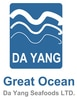 DA YANG
Great Ocean
Da Yang Seafoods LTD.